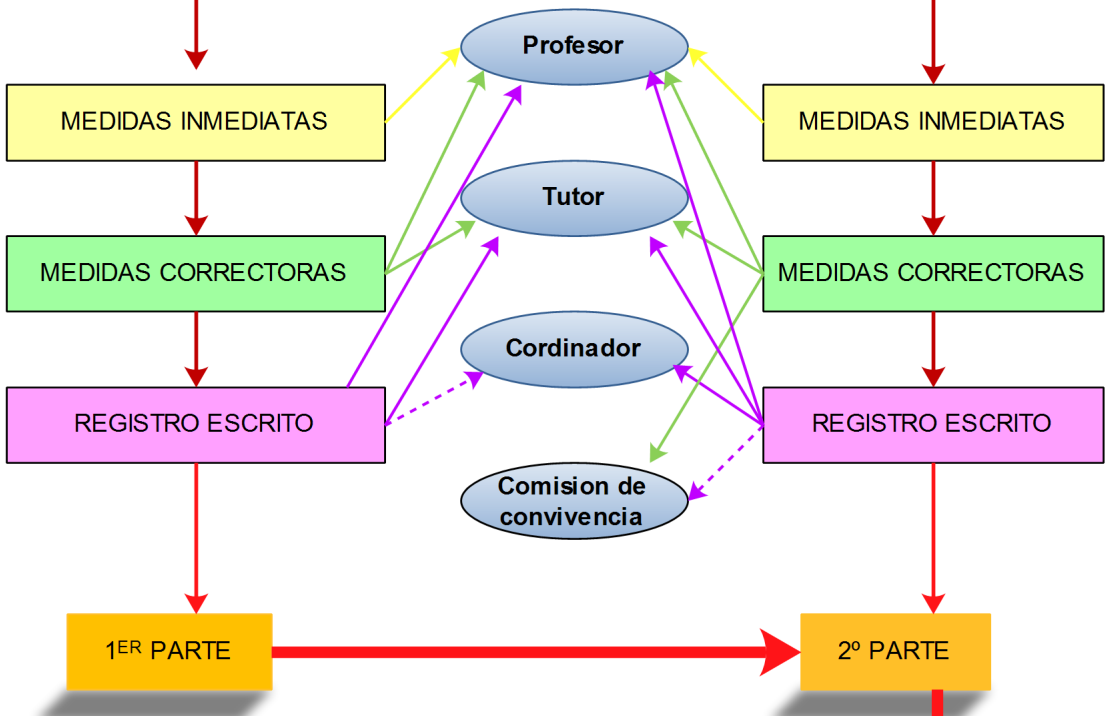 Profesor
MEDIDAS INMEDIATAS
MEDIDAS INMEDIATAS
Tutor
MEDIDAS CORRECTORAS
MEDIDAS CORRECTORAS
Cordinador
REGISTRO ESCRITO
REGISTRO ESCRITO
Comision de
convivencia
1ER PARTE
2º PARTE